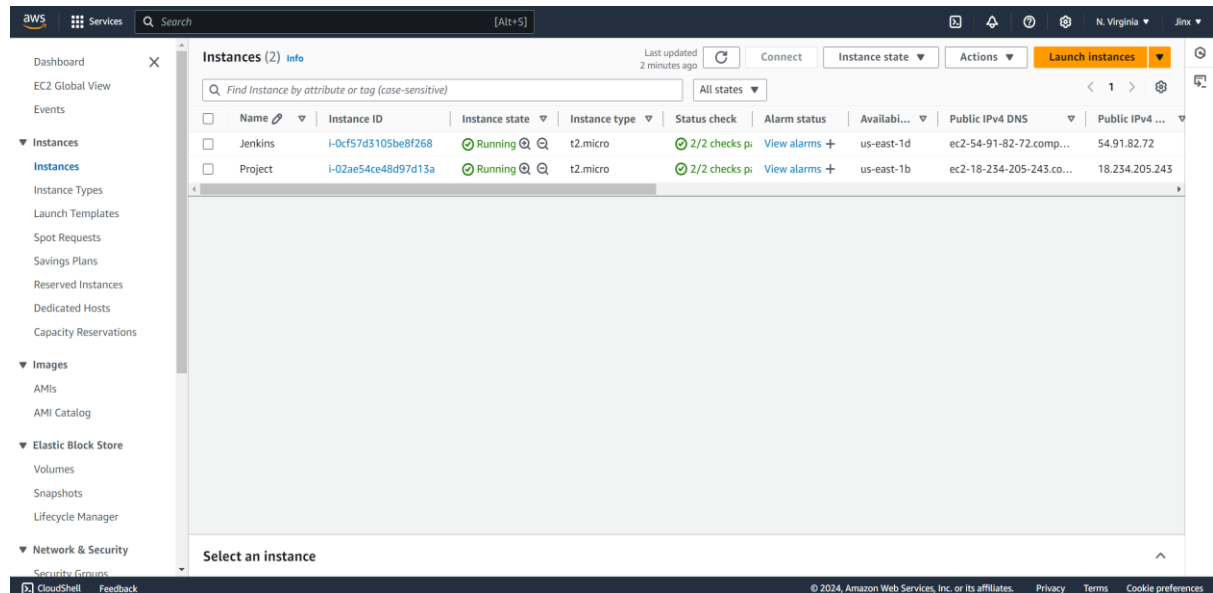 aws Services Search [Alt+S] N. Virginia Jinx
Dashboard
EC2 Global View
Events
Instances
Instances
Instance Types
Launch Templates
Spot Requests
Savings Plans
Reserved Instances
Dedicated Hosts
Capacity Reservations
Images
AMIs
AMI Catalog
Elastic Block Store
Volumes
Snapshots
Lifecycle Manager
Network & Security
Security Groups
Instances (2) Info
Last updated
2 minutes ago
Connect Instance state Actions Launch instances
Find Instance by attribute or tag (case-sensitive) All states 1
Name Instance ID Instance state Instance type Status check Alarm status Availabi... Public IPv4 DNS Public IPv4 ...
Jenkins i-0cf57d3105be8f268 Running t2.micro 2/2 checks pa View alarms + us-east-1d ec2-54-91-82-72.comp... 54.91.82.72
Project i-02ae54ce48d97d13a Running t2.micro 2/2 checks pa View alarms + us-east-1b ec2-18-234-205-243.co... 18.234.205.243
Select an instance
CloudShell Feedback © 2024, Amazon Web Services, Inc. or its affiliates. Privacy Terms Cookie preferences